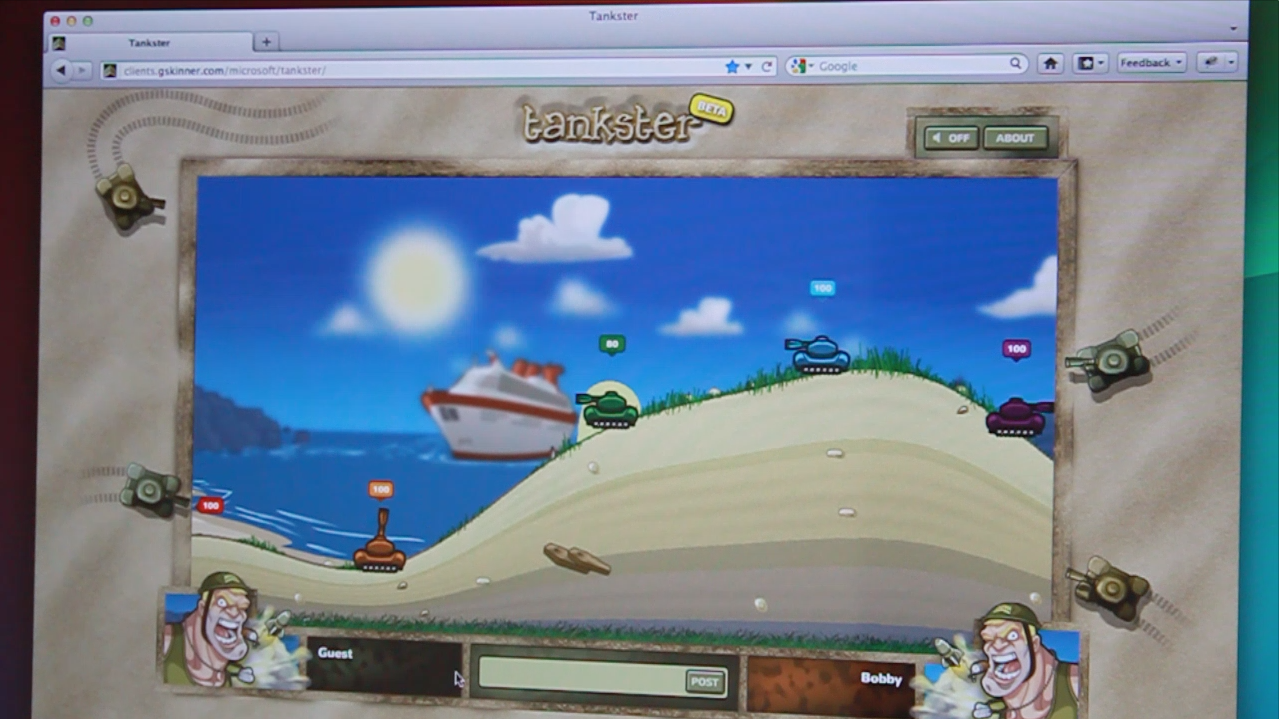 Tankster
Tankster
clients.gskinner.com/microsoft/tankster/
Google
Feedback
tankster
BETA
OFF
ABOUT
100
80
100
100
100
100
Guest
POST
Bobby